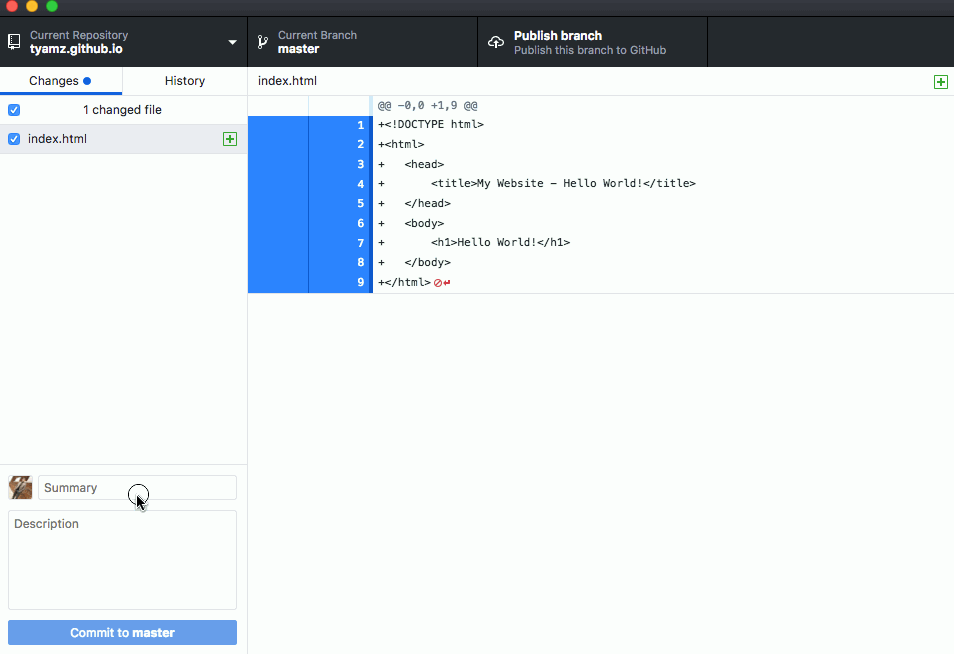 Current Repository
tyamz.github.io
Current Branch
master
Publish branch
Publish this branch to GitHub
Changes
History
index.html
1 changed file
index.html
@@ -0,0 +1,9 @@
1 +<!DOCTYPE html>
2 +<html>
3 +   <head>
4 +       <title>My Website - Hello World!</title>
5 +   </head>
6 +   <body>
7 +       <h1>Hello World!</h1>
8 +   </body>
9 +</html>
Summary
Description
Commit to master